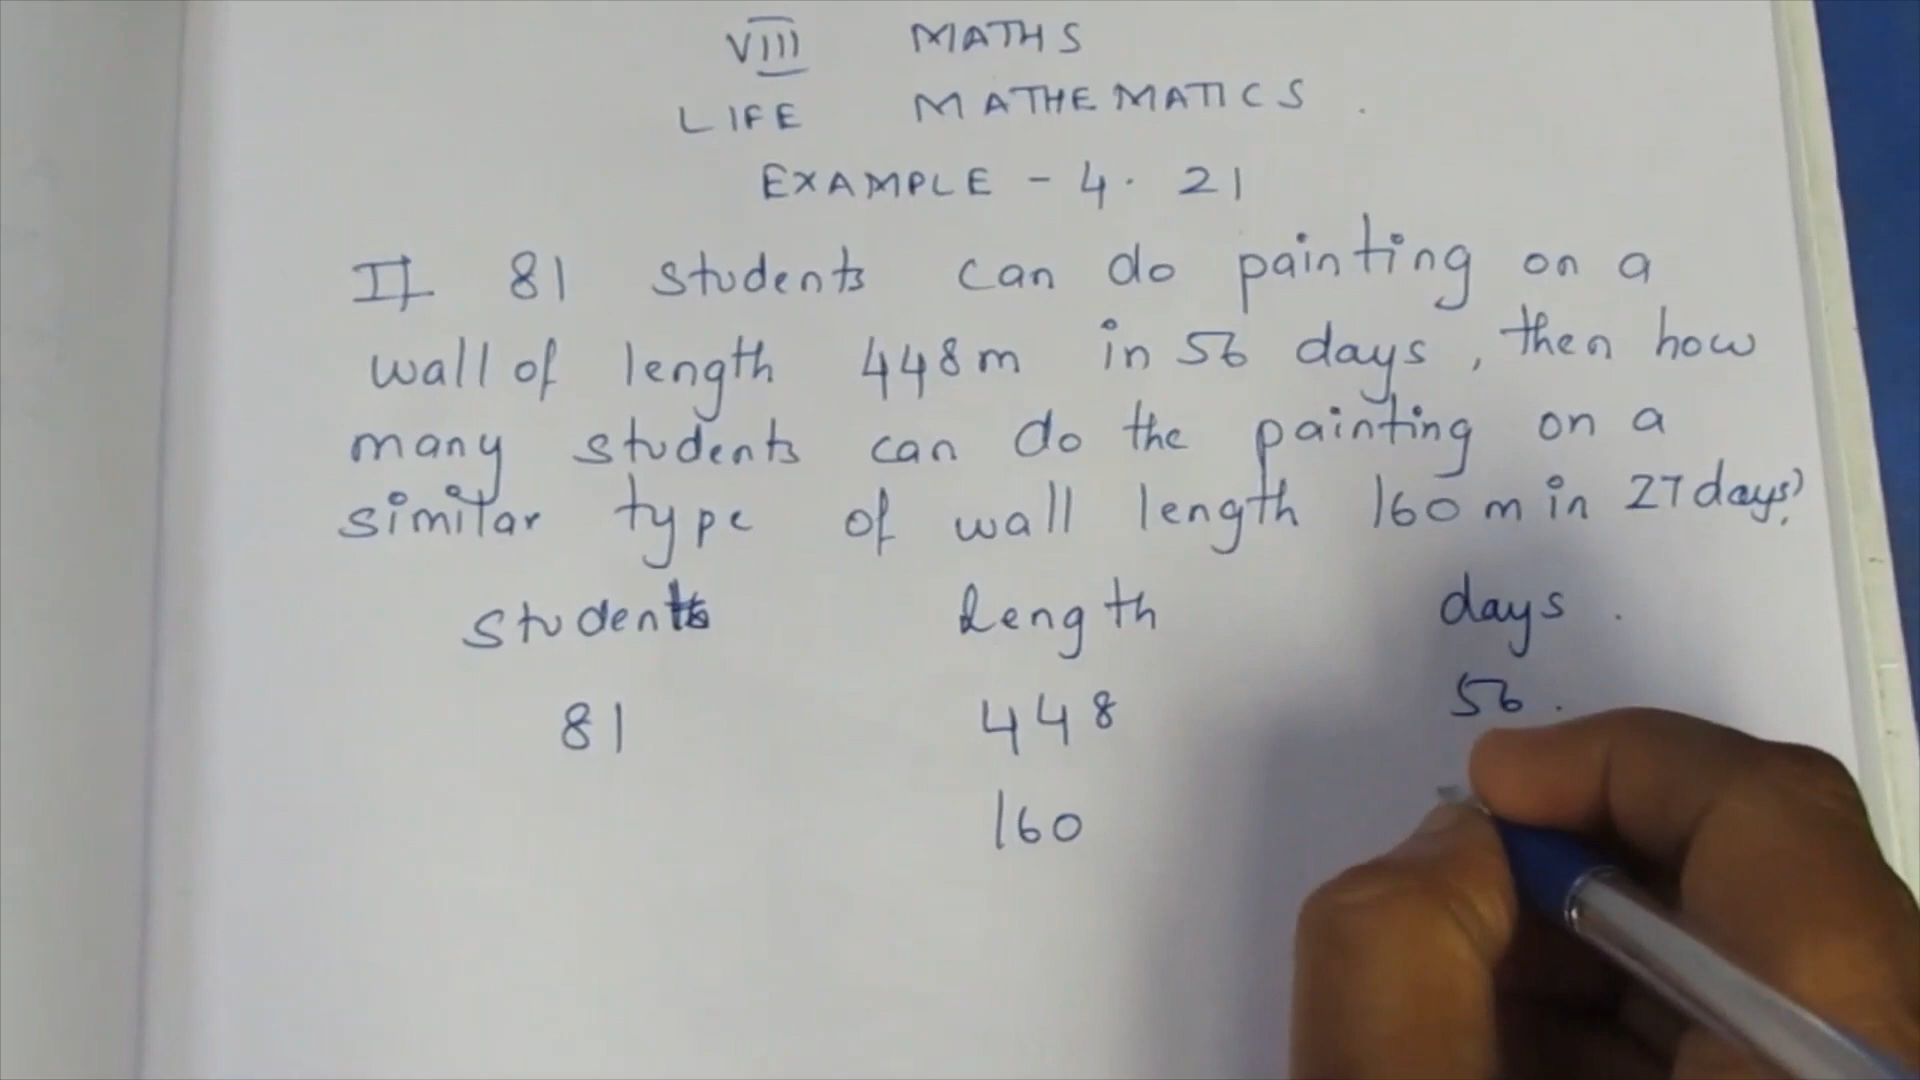 VIII MATHS
LIFE MATHEMATICS
EXAMPLE - 4.21
If 81 students can do painting on a
wall of length 448m in 56 days, then how
many students can do the painting on a
similar type of wall length 160 m in 27 days?
students Length days.
81 448 56.
160